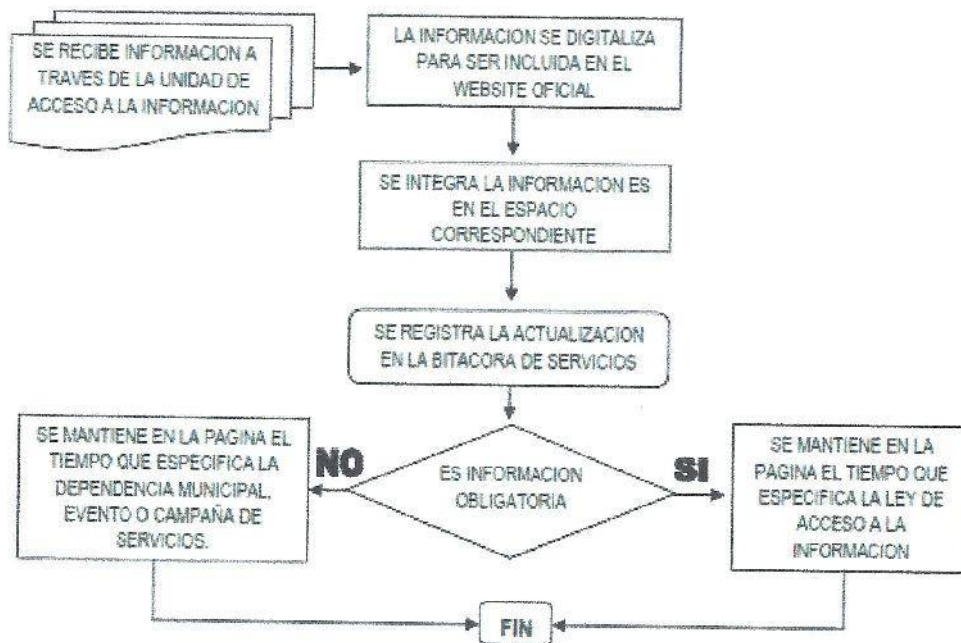 SE RECIBE INFORMACION A
TRAVES DE LA UNIDAD DE
ACCESO A LA INFORMACION
LA INFORMACION SE DIGITALIZA
PARA SER INCLUIDA EN EL
WEBSITE OFICIAL
SE INTEGRA LA INFORMACION ES
EN EL ESPACIO
CORRESPONDIENTE
SE REGISTRA LA ACTUALIZACION
EN LA BITACORA DE SERVICIOS
ES INFORMACION
OBLIGATORIA
NO
SE MANTIENE EN LA PAGINA EL
TIEMPO QUE ESPECIFICA LA
DEPENDENCIA MUNICIPAL,
EVENTO O CAMPAÑA DE
SERVICIOS.
SI
SE MANTIENE EN LA
PAGINA EL TIEMPO QUE
ESPECIFICA LA LEY DE
ACCESO A LA
INFORMACION
FIN